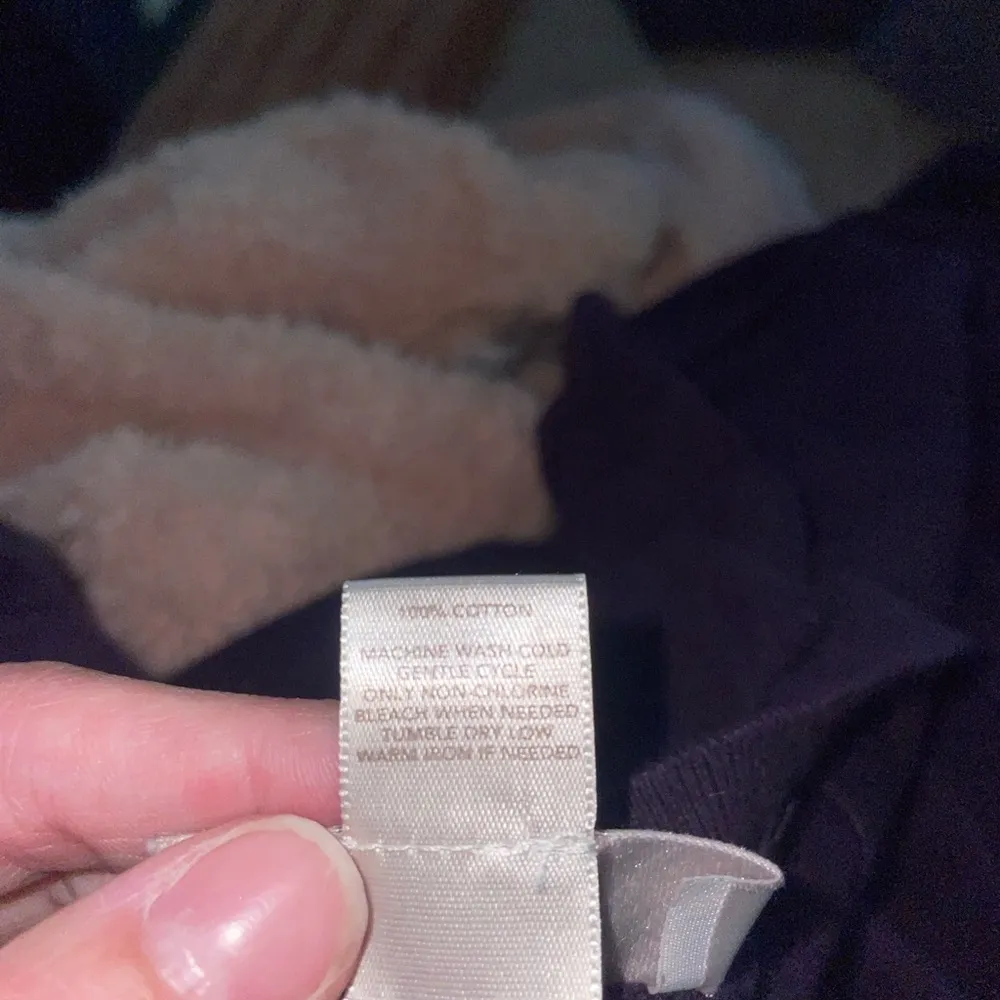 100% COTTON
MACHINE WASH COLD
GENTLE CYCLE
ONLY NON-CHLORINE
BLEACH WHEN NEEDED
TUMBLE DRY LOW
WARM IRON IF NEEDED